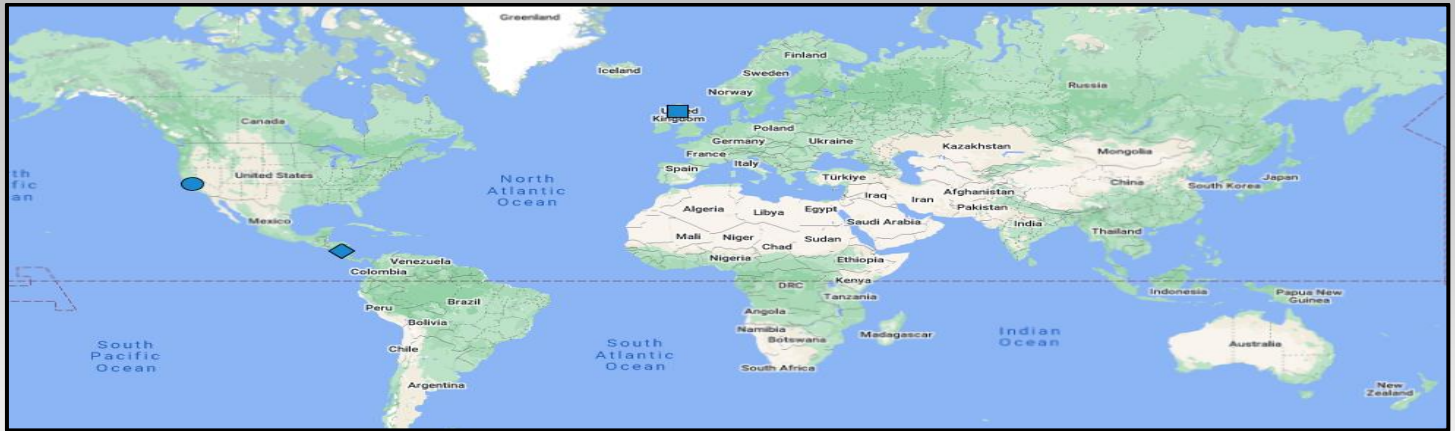 Greenland
Iceland
Finland
Sweden
Norway
Russia
Canada
Kingdom
Poland
Germany
Ukraine
France
Kazakhstan
Mongolia
Italy
Spain
Türkiye
United States
North
Atlantic
Ocean
China
South Korea
Japan
Iraq
Iran
Afghanistan
Pakistan
Algeria
Libya
Egypt
Saudi Arabia
India
Mexico
Mali
Niger
Chad
Sudan
Thailand
Nigeria
Ethiopia
Venezuela
Colombia
Kenya
DRC
Tanzania
Indonesia
Papua New
Guinea
Peru
Brazil
Bolivia
Angola
Namibia
Botswana
Madagascar
Indian
Ocean
Australia
South
Pacific
Ocean
Chile
South
Atlantic
Ocean
South Africa
Argentina
New
Zealand